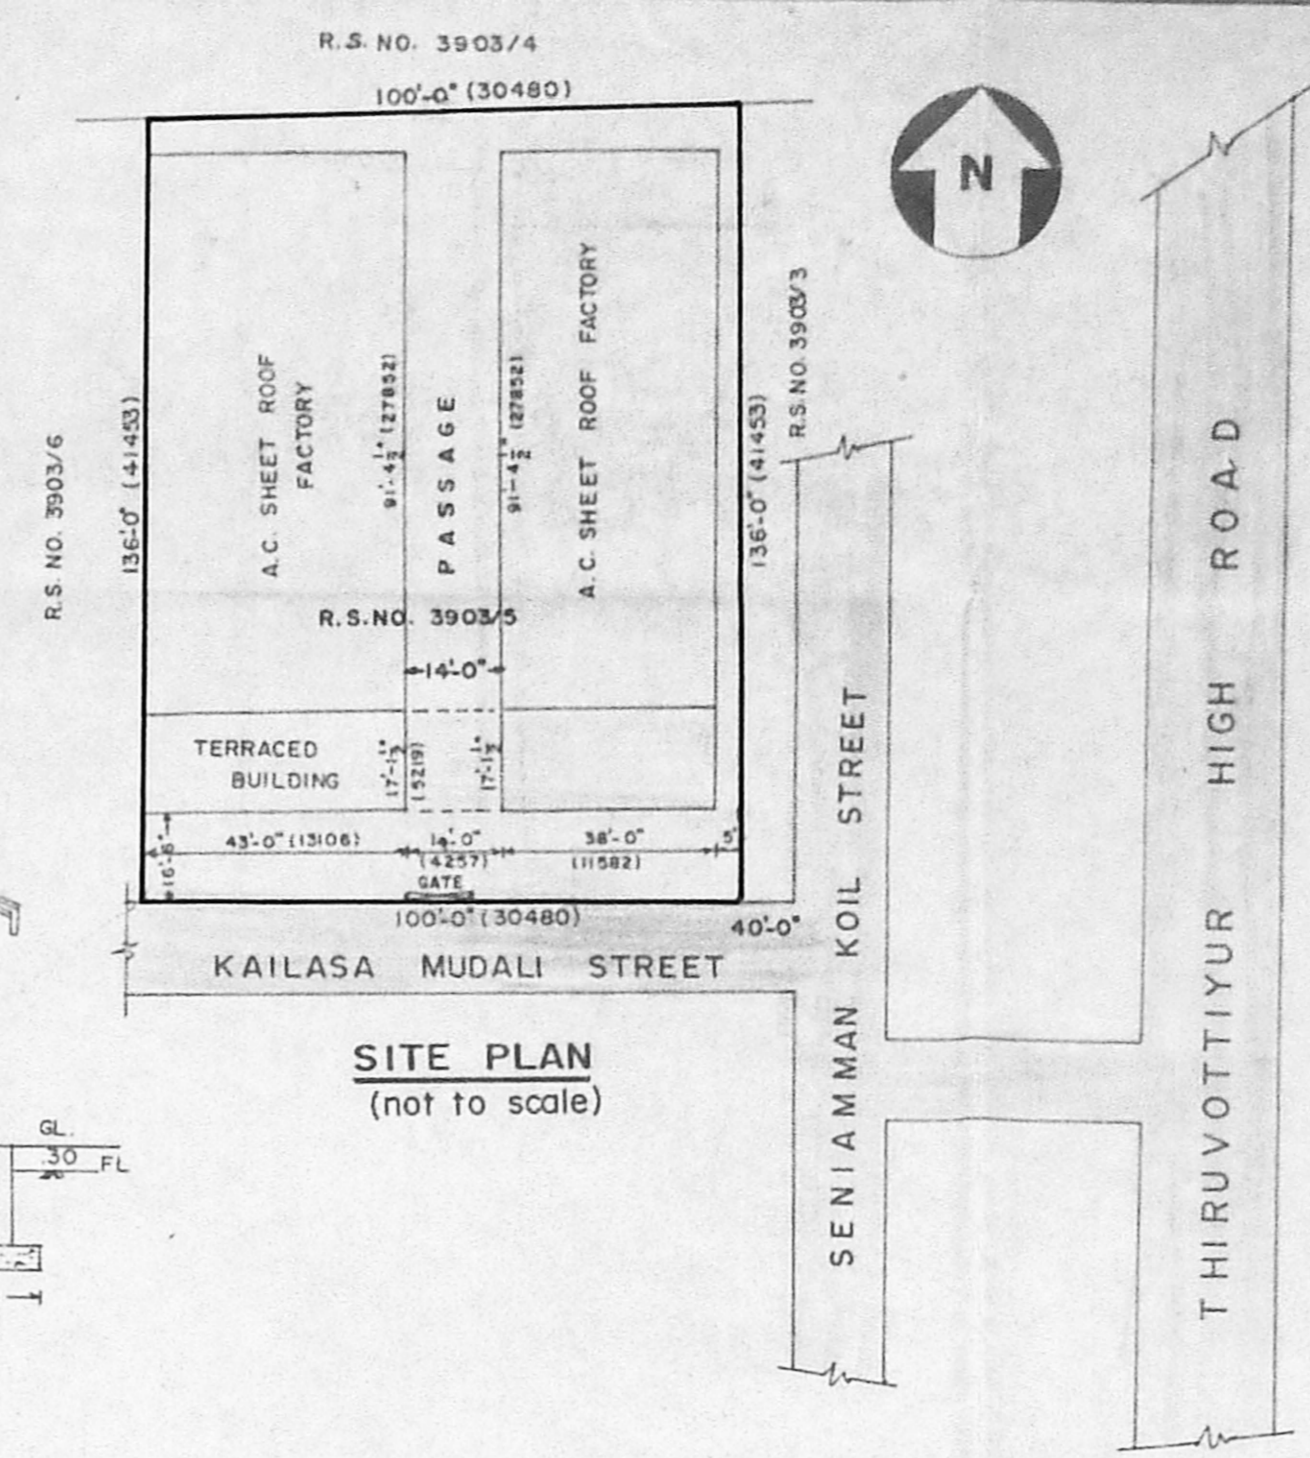 R.S. NO. 3903/4
100'-0" (30480)
N
R.S. NO. 3903/6
136'-0" (41453)
A.C. SHEET ROOF
FACTORY
91'-4½" (27852)
PASSAGE
91'-4½" (27852)
A.C. SHEET ROOF FACTORY
136'-0" (41453)
R.S. NO. 3903/3
R.S.NO. 3903/5
14'-0"
TERRACED
BUILDING
17'-1½"
(5219)
17'-1½"
16'-6"
43'-0" (13106)
14'-0"
(4257)
38'-0"
(11582)
5'
GATE
100'-0" (30480)
40'-0"
KAILASA MUDALI STREET
SENIAMMAN KOIL STREET
THIRUVOTTIYUR HIGH ROAD
SITE PLAN
(not to scale)
GL.
.30 FL